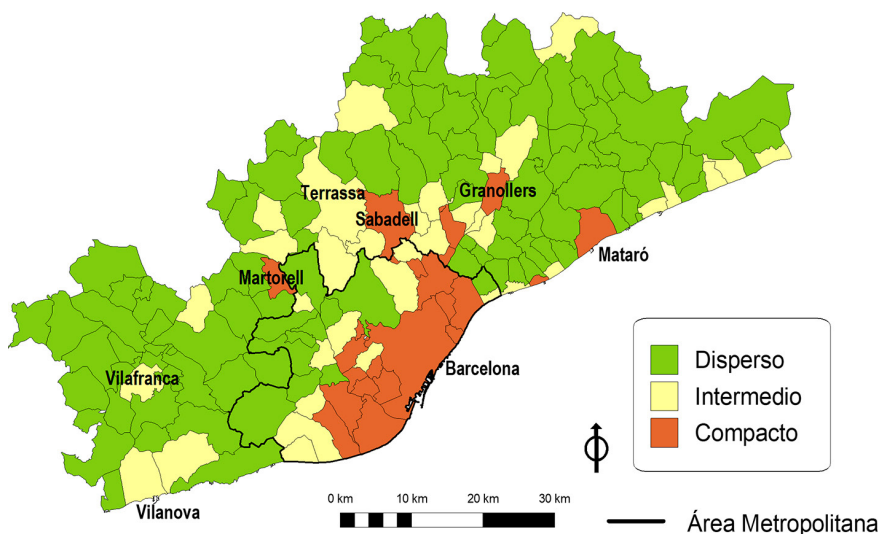 Terrassa
Granollers
Sabadell
Mataró
Martorell
Barcelona
Vilafranca
Vilanova
Disperso
Intermedio
Compacto
0 km 10 km 20 km 30 km
Área Metropolitana